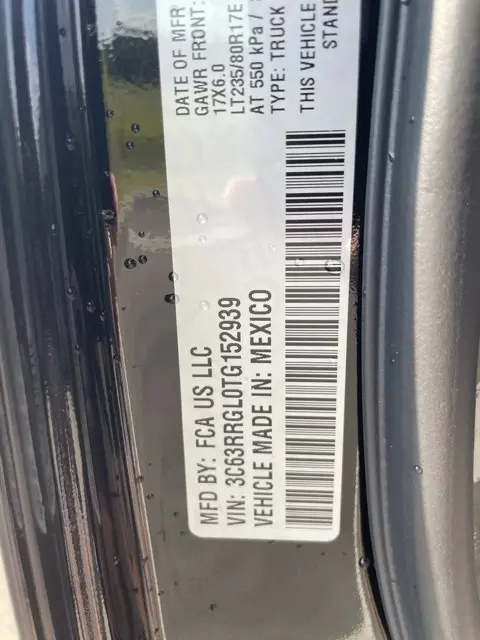 DATE OF MFR
GAWR FRONT:
17X6.0
LT235/80R17E
AT 550 kPa /
TYPE: TRUCK
THIS VEHICLE
STAND
MFD BY: FCA US LLC
VIN: 3C63RRGL0TG152939
VEHICLE MADE IN: MEXICO